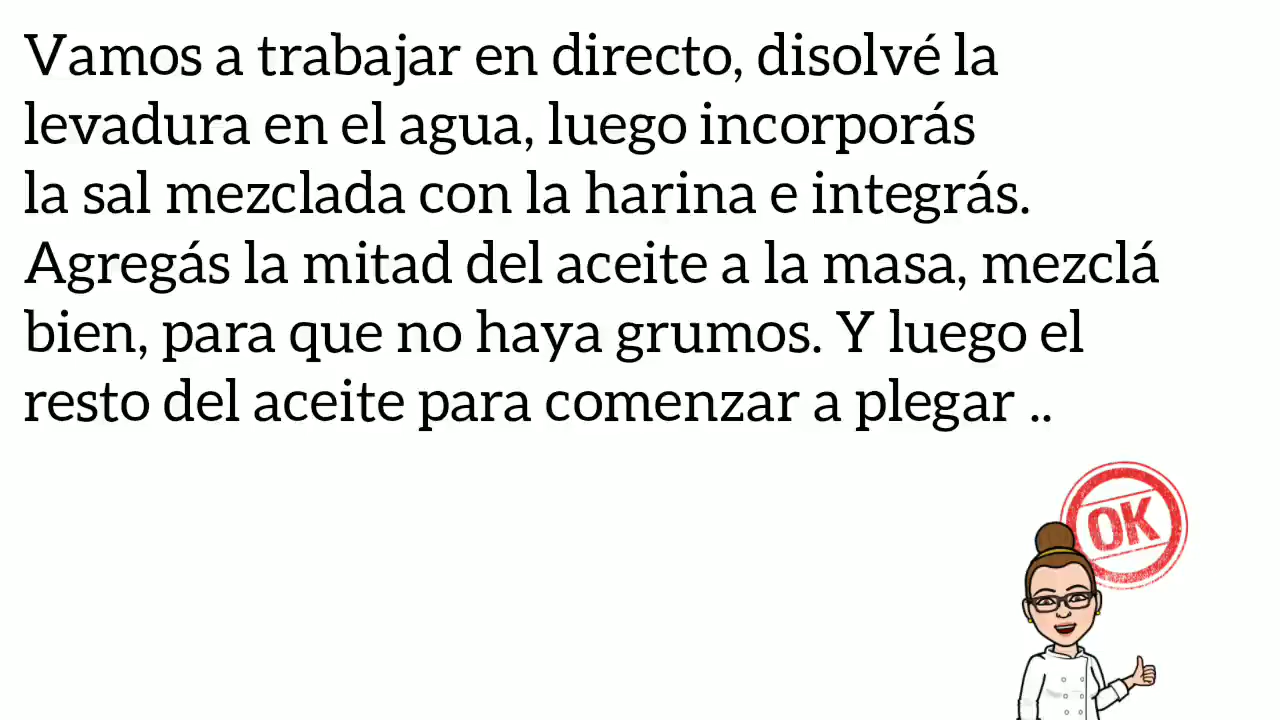 Vamos a trabajar en directo, disolvé la
levadura en el agua, luego incorporás
la sal mezclada con la harina e integrás.
Agregás la mitad del aceite a la masa, mezclá
bien, para que no haya grumos. Y luego el
resto del aceite para comenzar a plegar ..
OK